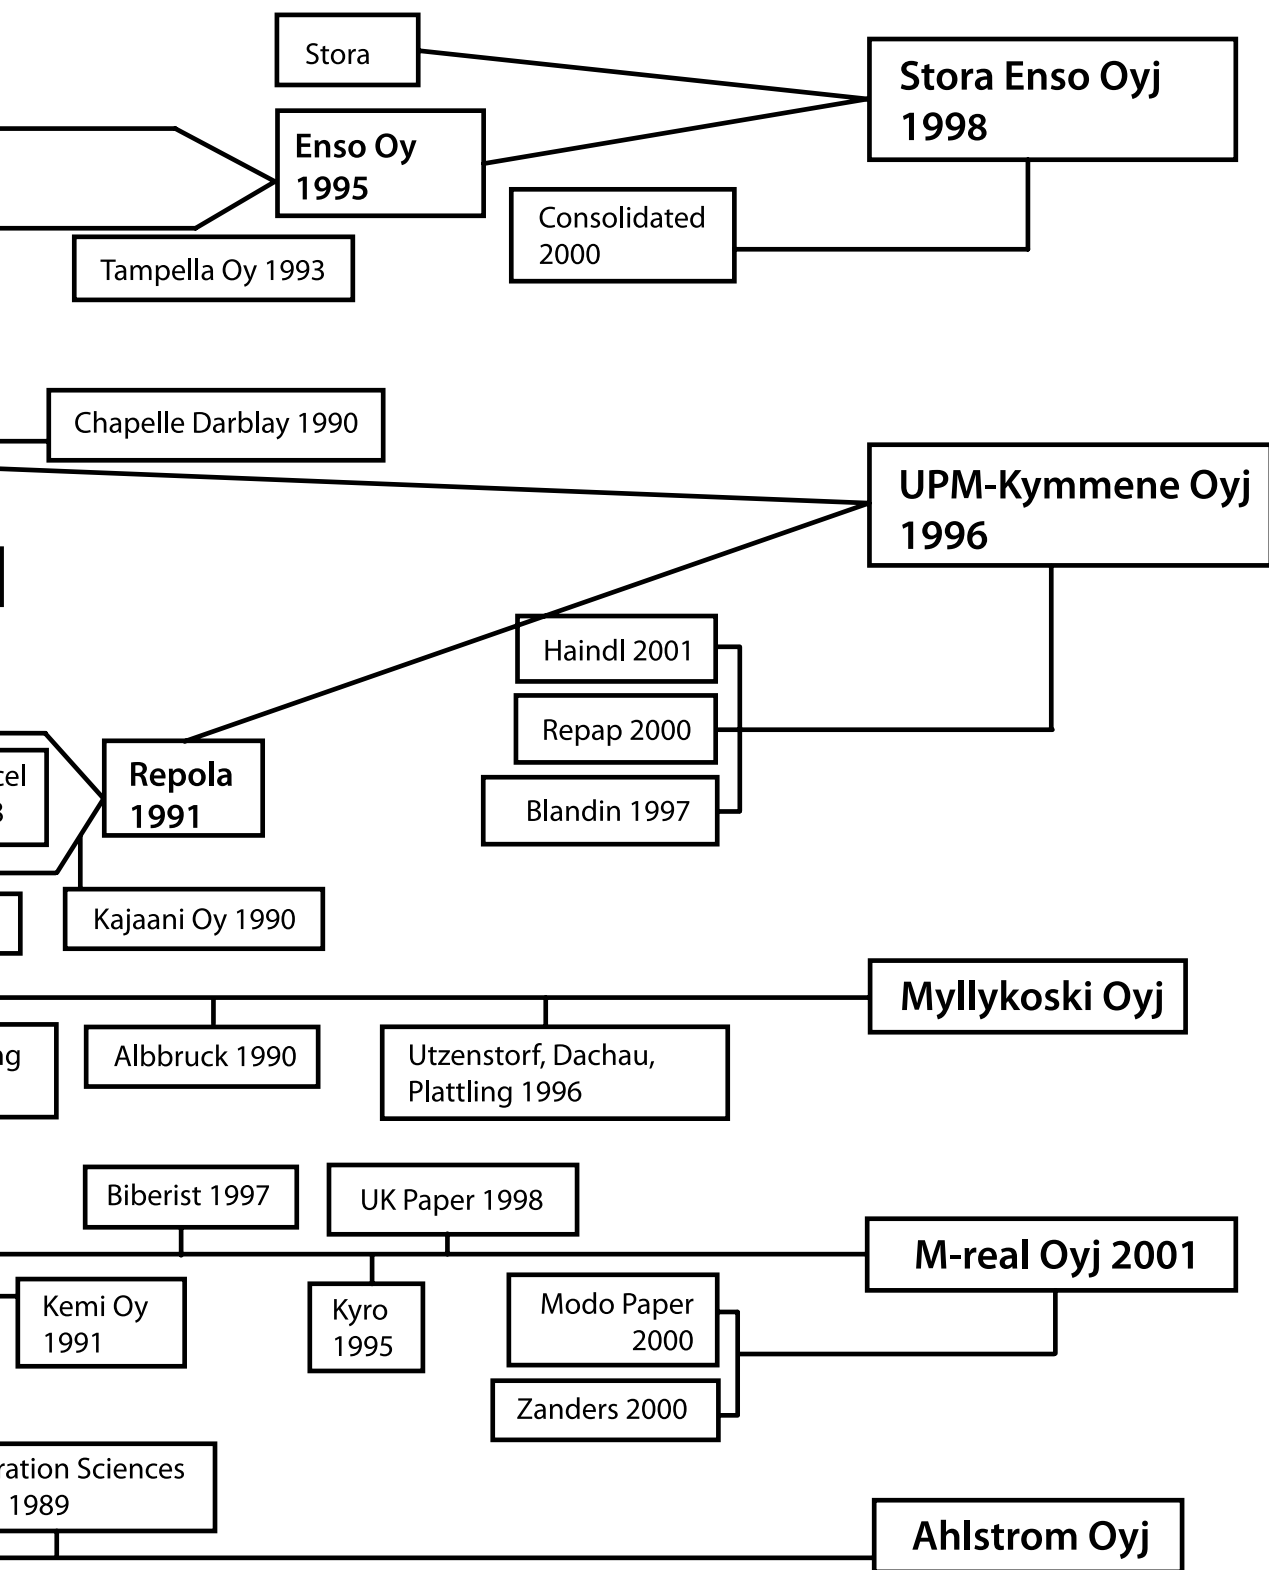 Stora
Stora Enso Oyj
1998
Enso Oy
1995
Consolidated
2000
Tampella Oy 1993
Chapelle Darblay 1990
UPM-Kymmene Oyj
1996
Haindl 2001
Repap 2000
Blandin 1997
Repola
1991
Kajaani Oy 1990
Myllykoski Oyj
Albbruck 1990
Utzenstorf, Dachau,
Plattling 1996
Biberist 1997
UK Paper 1998
M-real Oyj 2001
Kemi Oy
1991
Kyro
1995
Modo Paper
2000
Zanders 2000
Sciences
1989
Ahlstrom Oyj